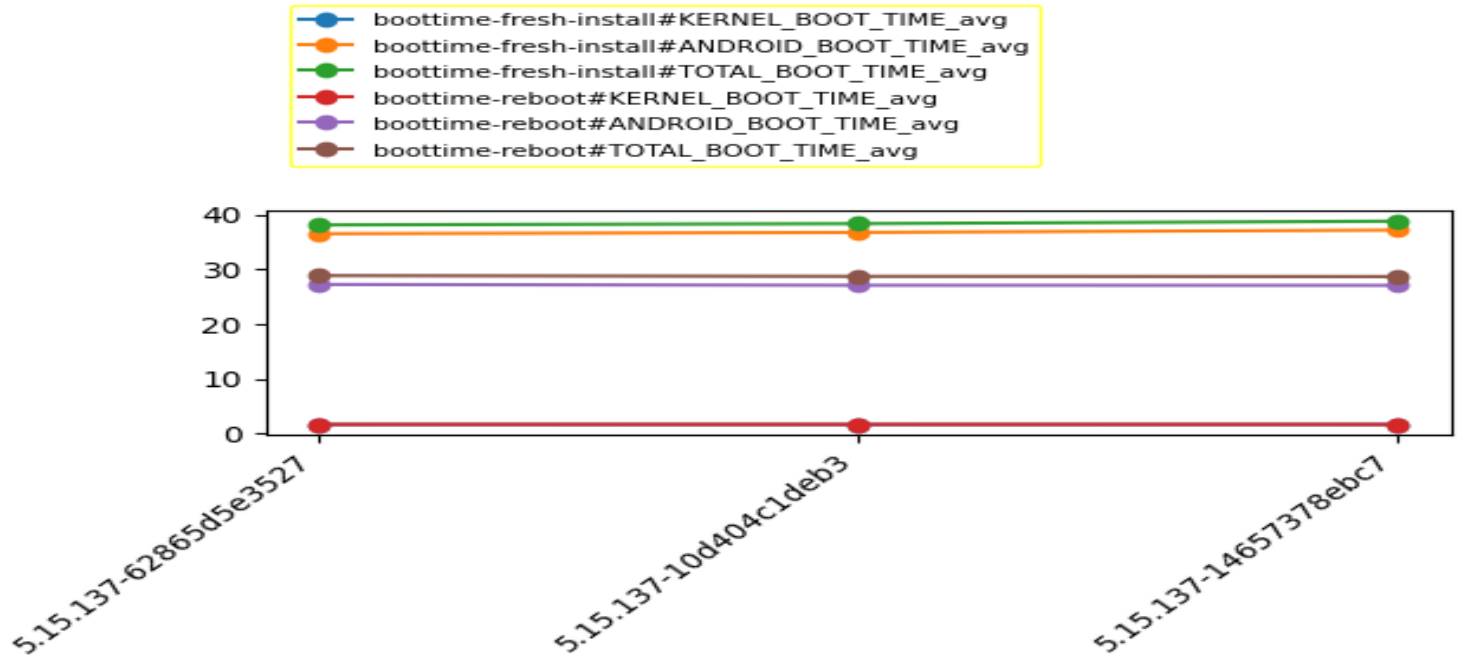 boottime-fresh-install#KERNEL_BOOT_TIME_avg
boottime-fresh-install#ANDROID_BOOT_TIME_avg
boottime-fresh-install#TOTAL_BOOT_TIME_avg
boottime-reboot#KERNEL_BOOT_TIME_avg
boottime-reboot#ANDROID_BOOT_TIME_avg
boottime-reboot#TOTAL_BOOT_TIME_avg
40
30
20
10
0
5.15.137-62865d5e3527
5.15.137-10d404c1deb3
5.15.137-14657378ebc7